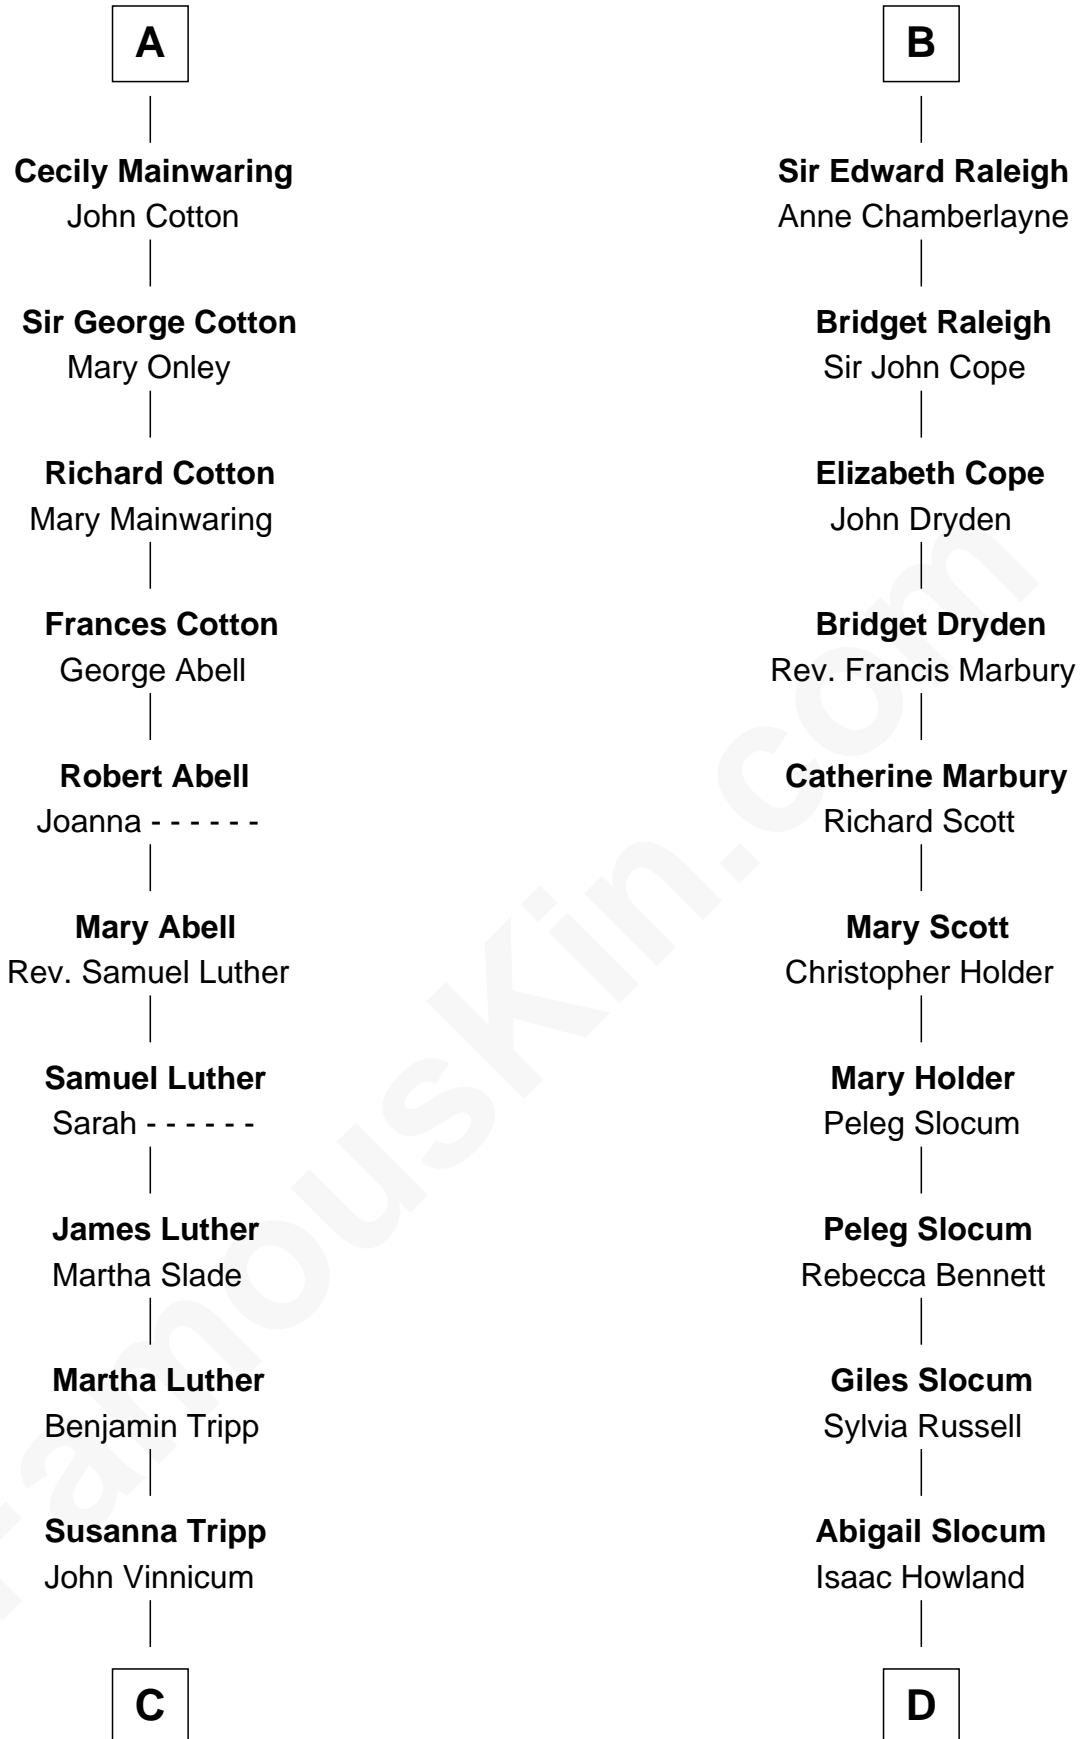 A
Cecily Mainwaring
John Cotton
Sir George Cotton
Mary Onley
Richard Cotton
Mary Mainwaring
Frances Cotton
George Abell
Robert Abell
Joanna - - - - - -
Mary Abell
Rev. Samuel Luther
Samuel Luther
Sarah - - - - - -
James Luther
Martha Slade
Martha Luther
Benjamin Tripp
Susanna Tripp
John Vinnicum
C
B
Sir Edward Raleigh
Anne Chamberlayne
Bridget Raleigh
Sir John Cope
Elizabeth Cope
John Dryden
Bridget Dryden
Rev. Francis Marbury
Catherine Marbury
Richard Scott
Mary Scott
Christopher Holder
Mary Holder
Peleg Slocum
Peleg Slocum
Rebecca Bennett
Giles Slocum
Sylvia Russell
Abigail Slocum
Isaac Howland
D
FamousKin.com